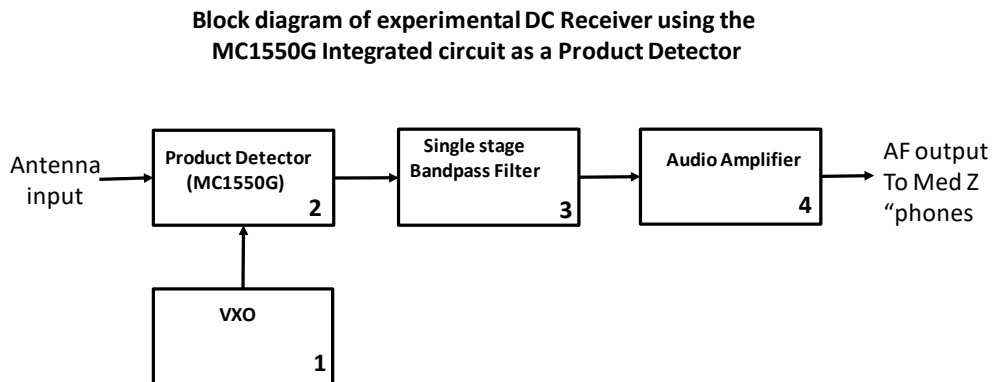 Block diagram of experimental DC Receiver using the
MC1550G Integrated circuit as a Product Detector
Antenna
input
Product Detector
(MC1550G)
2
Single stage
Bandpass Filter
3
Audio Amplifier
4
AF output
To Med Z
“phones
VXO
1